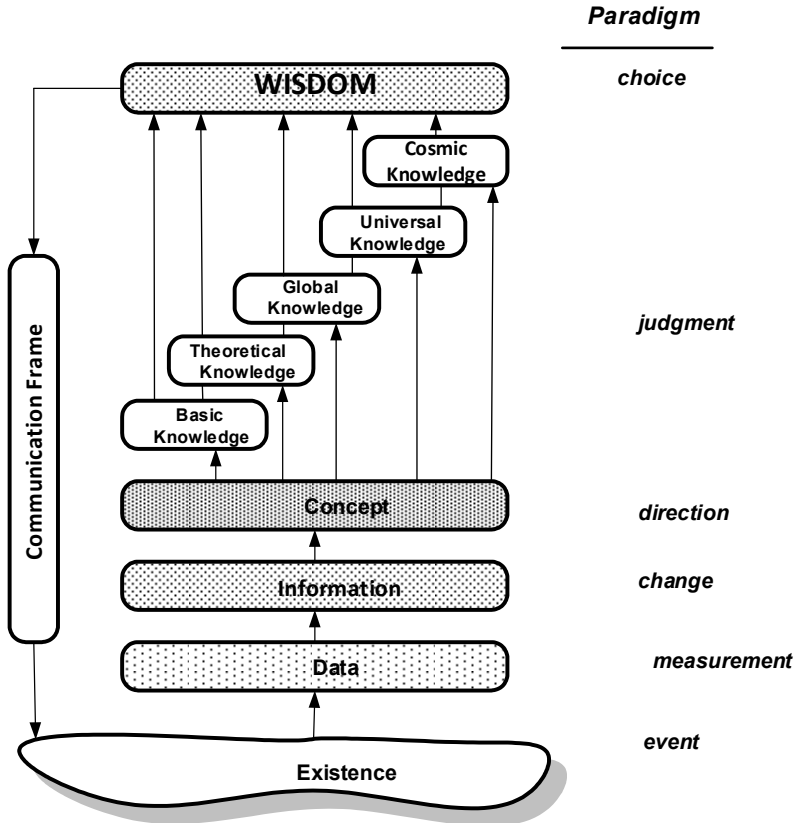 Paradigm
WISDOM
choice
Cosmic
Knowledge
Universal
Knowledge
Global
Knowledge
judgment
Theoretical
Knowledge
Basic
Knowledge
Communication Frame
Concept
direction
Information
change
Data
measurement
event
Existence